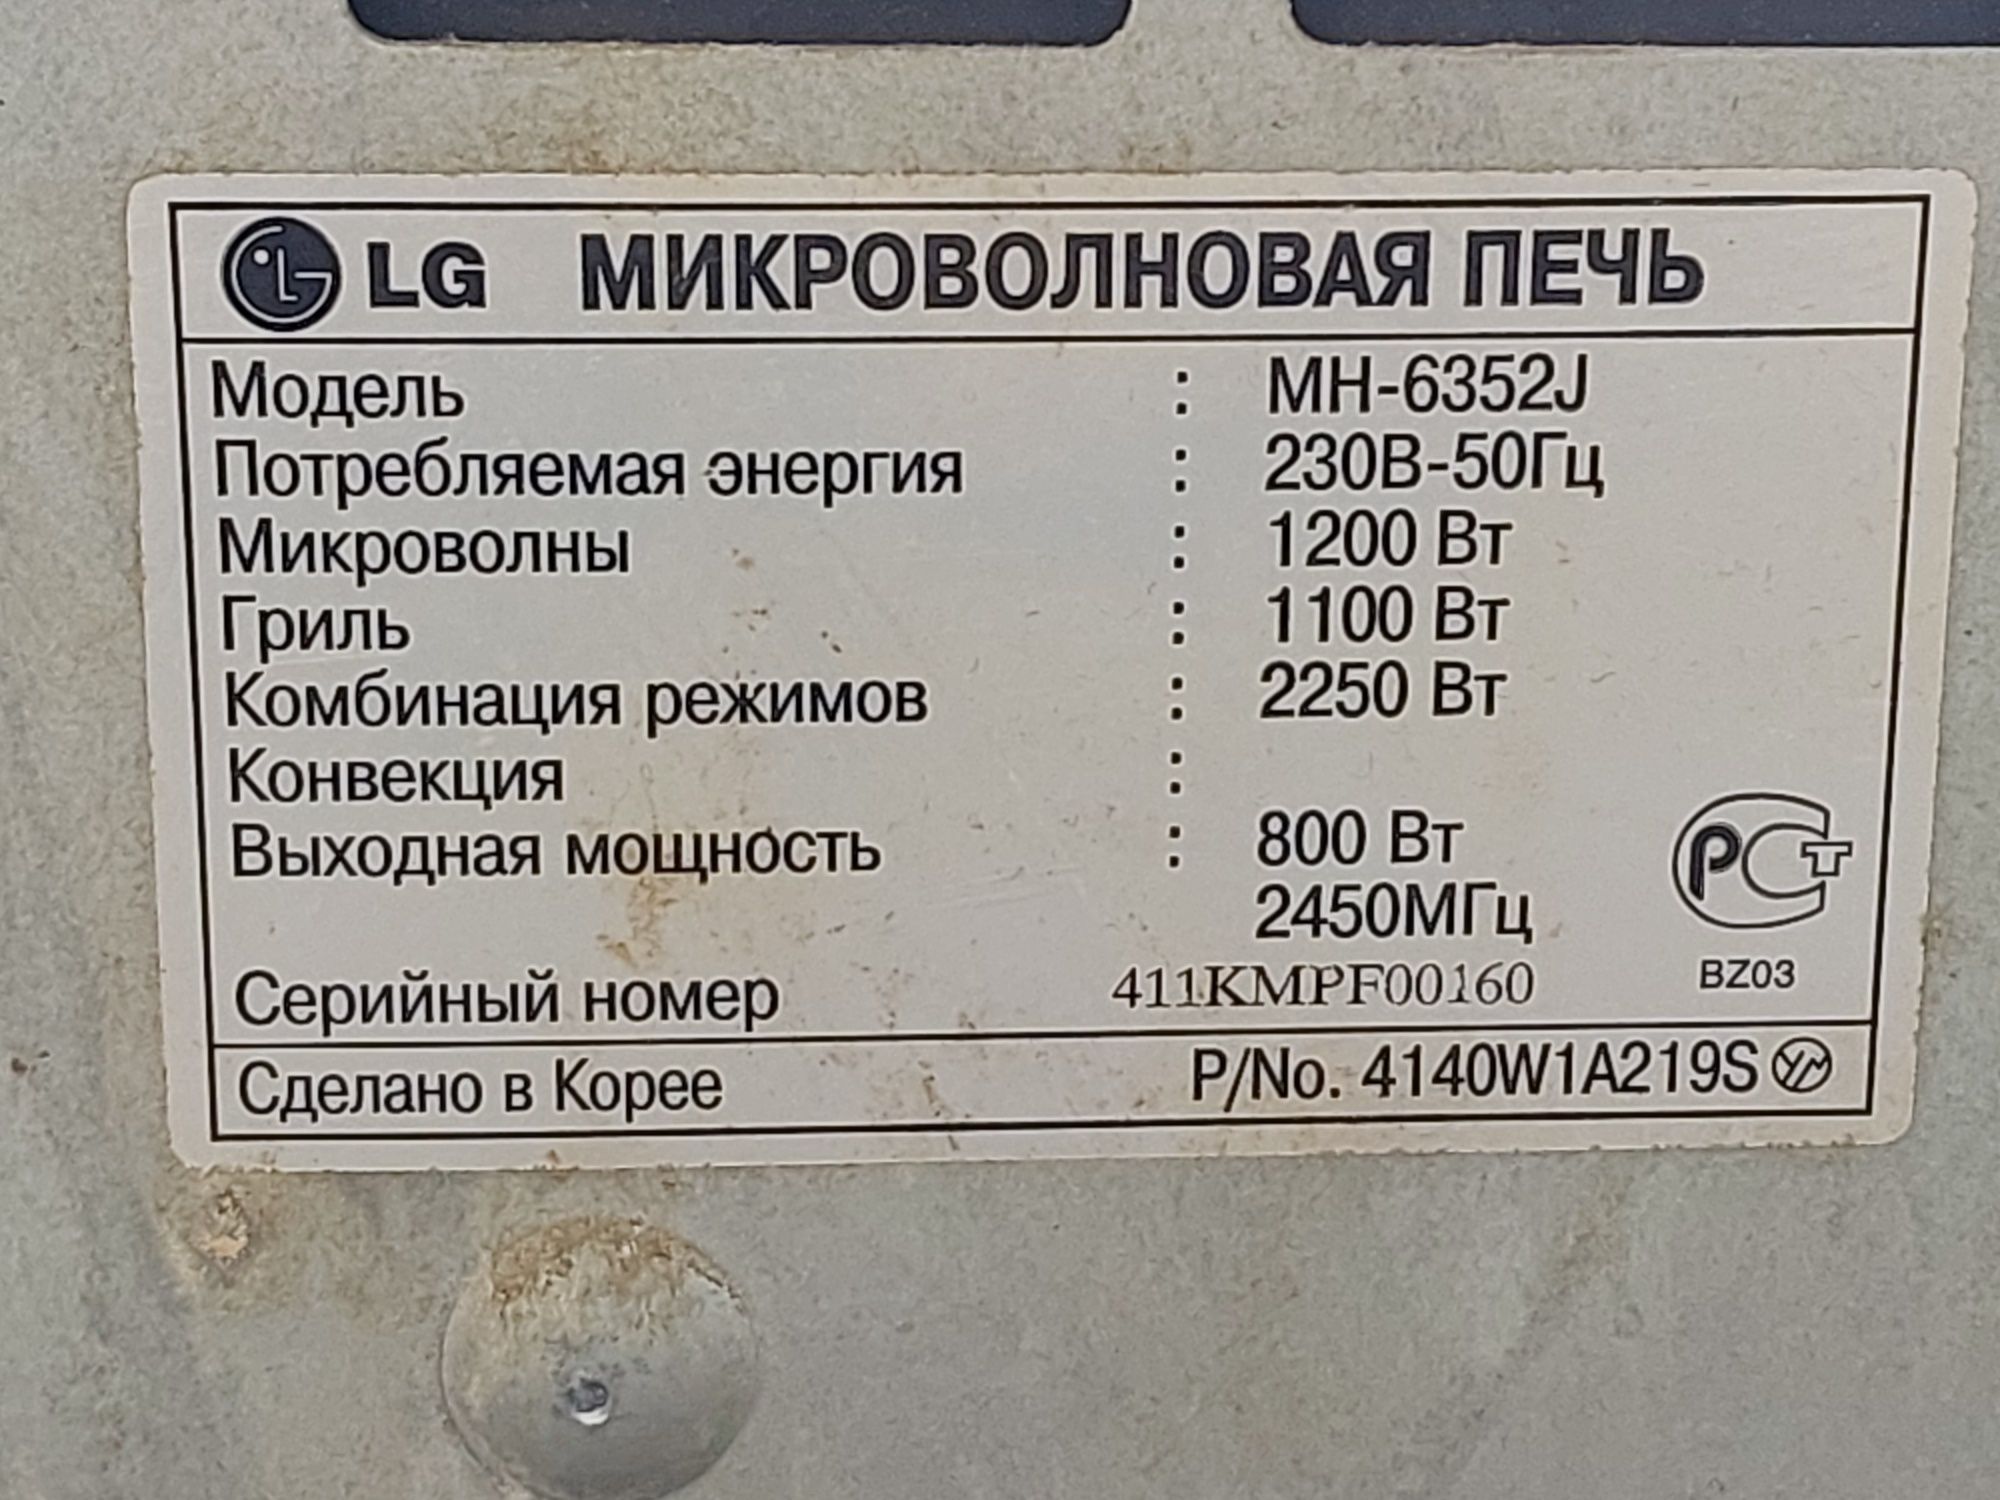 LG МИКРОВОЛНОВАЯ ПЕЧЬ
Модель : MH-6352J
Потребляемая энергия : 230В-50Гц
Микроволны : 1200 Вт
Гриль : 1100 Вт
Комбинация режимов : 2250 Вт
Конвекция :
Выходная мощность : 800 Вт
2450МГц
РСТ
BZ03
Серийный номер 411KMPF00160
Сделано в Корее P/No. 4140W1A219S